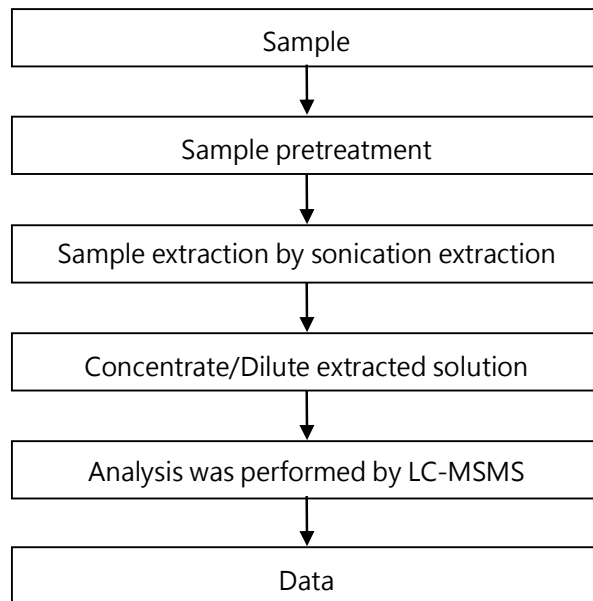 Sample
Sample pretreatment
Sample extraction by sonication extraction
Concentrate/Dilute extracted solution
Analysis was performed by LC-MSMS
Data